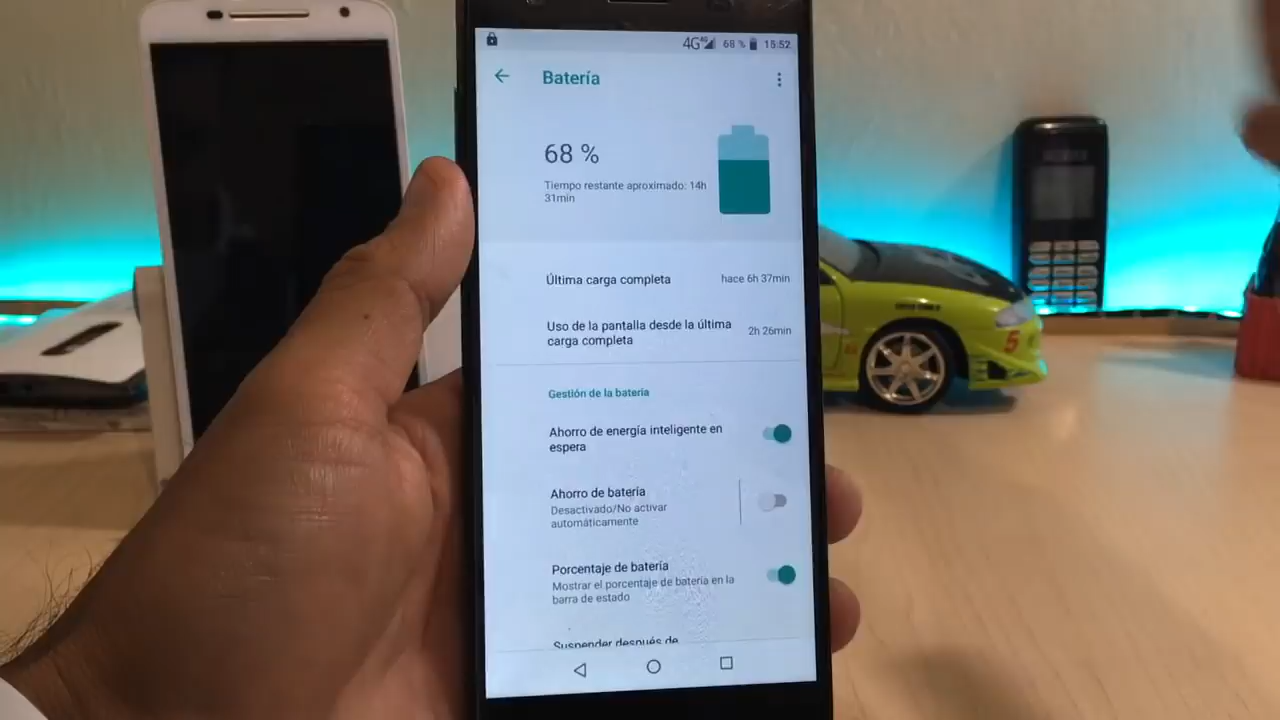 4G 68 % 15:52
Batería
68 %
Tiempo restante aproximado: 14h
31min
Última carga completa hace 6h 37min
Uso de la pantalla desde la última
carga completa 2h 26min
Gestión de la batería
Ahorro de energía inteligente en
espera
Ahorro de batería
Desactivado/No activar
automáticamente
Porcentaje de batería
Mostrar el porcentaje de batería en la
barra de estado
Suspender después de
5